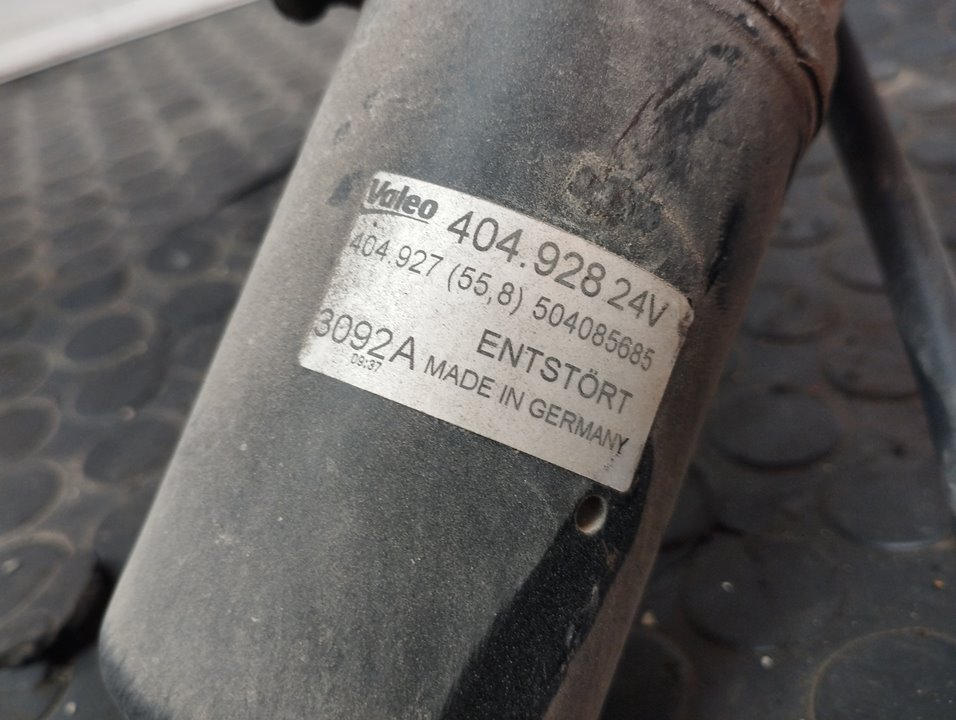 Valeo 404.928 24V
404.927 (55,8) 504085685
ENTSTÖRT
3092A MADE IN GERMANY
09:37